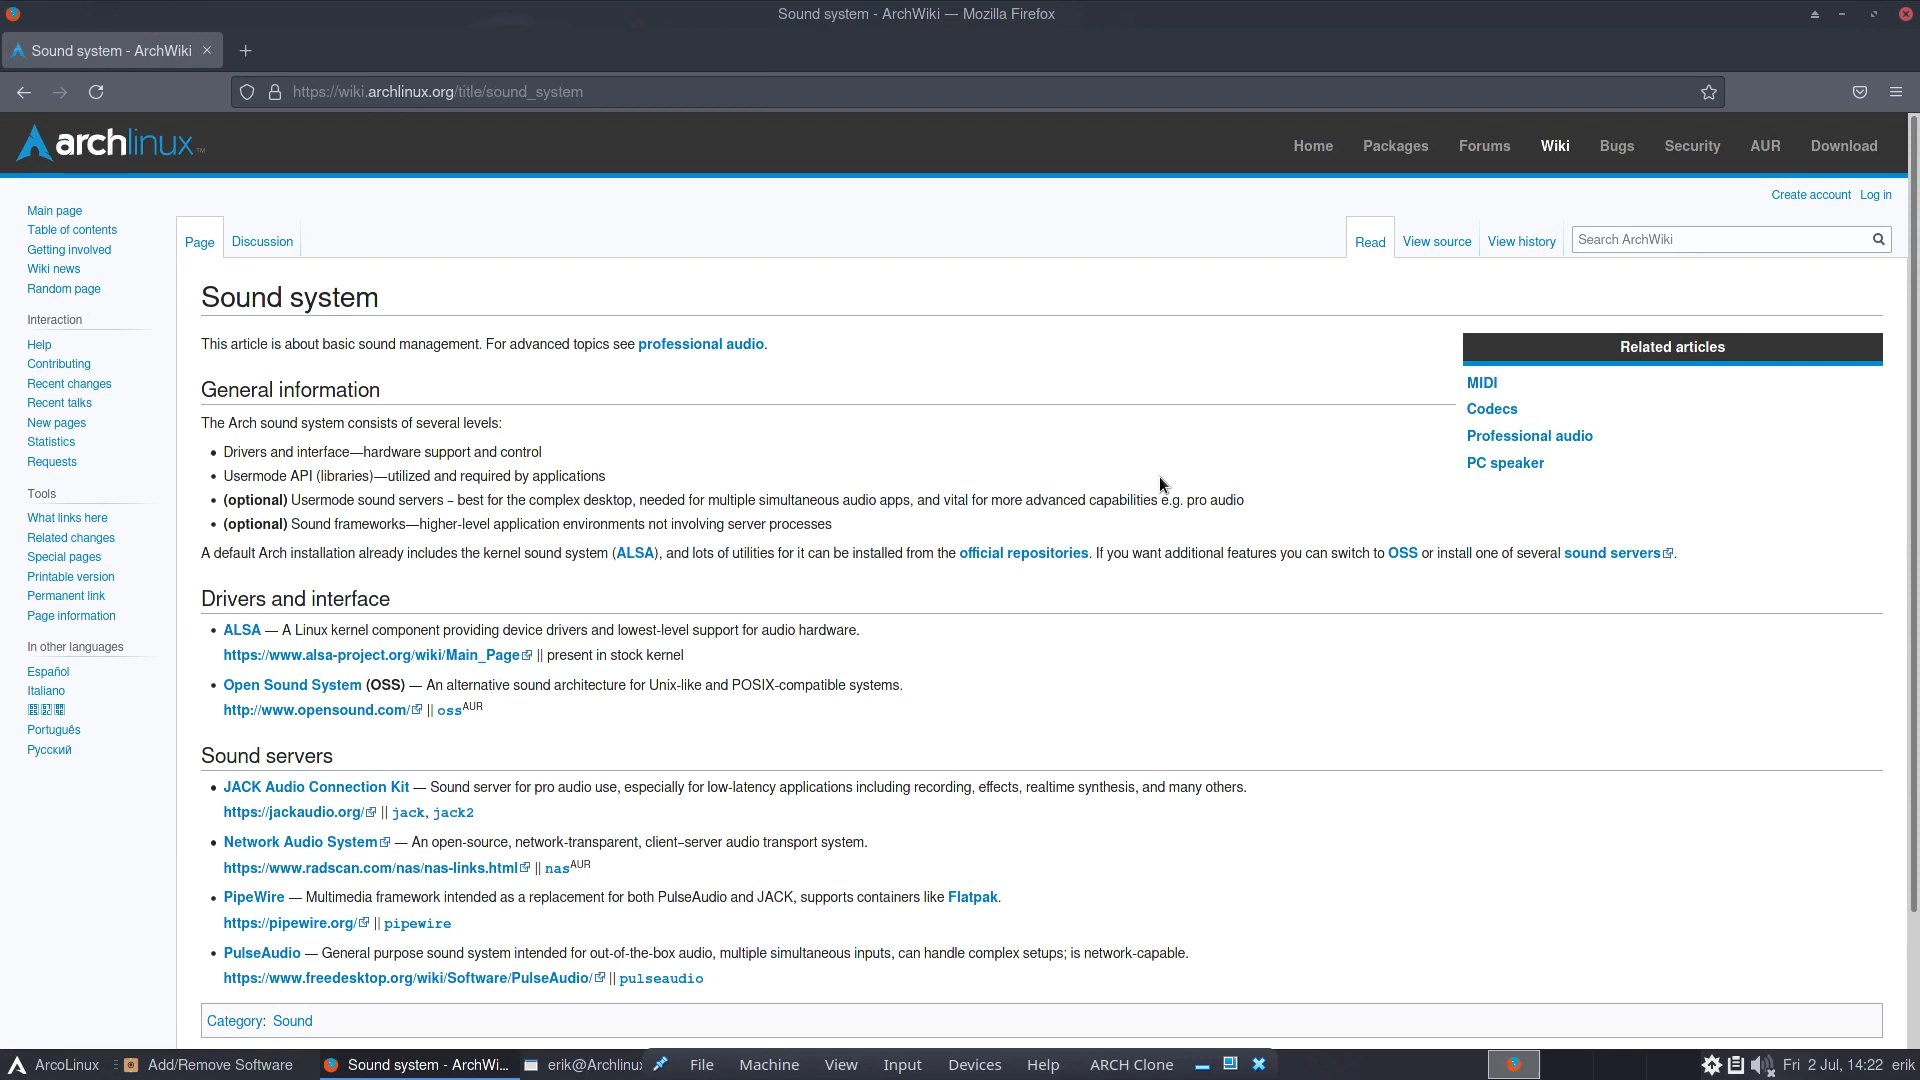 Sound system - ArchWiki — Mozilla Firefox
Sound system - ArchWiki
https://wiki.archlinux.org/title/sound_system
archlinux™
Home Packages Forums Wiki Bugs Security AUR Download
Create account Log in
Main page
Table of contents
Getting involved
Wiki news
Random page
Interaction
Help
Contributing
Recent changes
Recent talks
New pages
Statistics
Requests
Tools
What links here
Related changes
Special pages
Printable version
Permanent link
Page information
In other languages
Español
Italiano
Português
Русский
Page Discussion
Read View source View history Search ArchWiki
Sound system
This article is about basic sound management. For advanced topics see professional audio.
Related articles
MIDI
Codecs
Professional audio
PC speaker
General information
The Arch sound system consists of several levels:
• Drivers and interface—hardware support and control
• Usermode API (libraries)—utilized and required by applications
• (optional) Usermode sound servers – best for the complex desktop, needed for multiple simultaneous audio apps, and vital for more advanced capabilities e.g. pro audio
• (optional) Sound frameworks—higher-level application environments not involving server processes
A default Arch installation already includes the kernel sound system (ALSA), and lots of utilities for it can be installed from the official repositories. If you want additional features you can switch to OSS or install one of several sound servers.
Drivers and interface
• ALSA — A Linux kernel component providing device drivers and lowest-level support for audio hardware.
https://www.alsa-project.org/wiki/Main_Page || present in stock kernel
• Open Sound System (OSS) — An alternative sound architecture for Unix-like and POSIX-compatible systems.
http://www.opensound.com/ || oss AUR
Sound servers
• JACK Audio Connection Kit — Sound server for pro audio use, especially for low-latency applications including recording, effects, realtime synthesis, and many others.
https://jackaudio.org/ || jack, jack2
• Network Audio System — An open-source, network-transparent, client–server audio transport system.
https://www.radscan.com/nas/nas-links.html || nas AUR
• PipeWire — Multimedia framework intended as a replacement for both PulseAudio and JACK, supports containers like Flatpak.
https://pipewire.org/ || pipewire
• PulseAudio — General purpose sound system intended for out-of-the-box audio, multiple simultaneous inputs, can handle complex setups; is network-capable.
https://www.freedesktop.org/wiki/Software/PulseAudio/ || pulseaudio
Category: Sound
ArcoLinux Add/Remove Software Sound system - ArchWi... erik@Archlinux File Machine View Input Devices Help ARCH Clone Fri 2 Jul, 14:22 erik